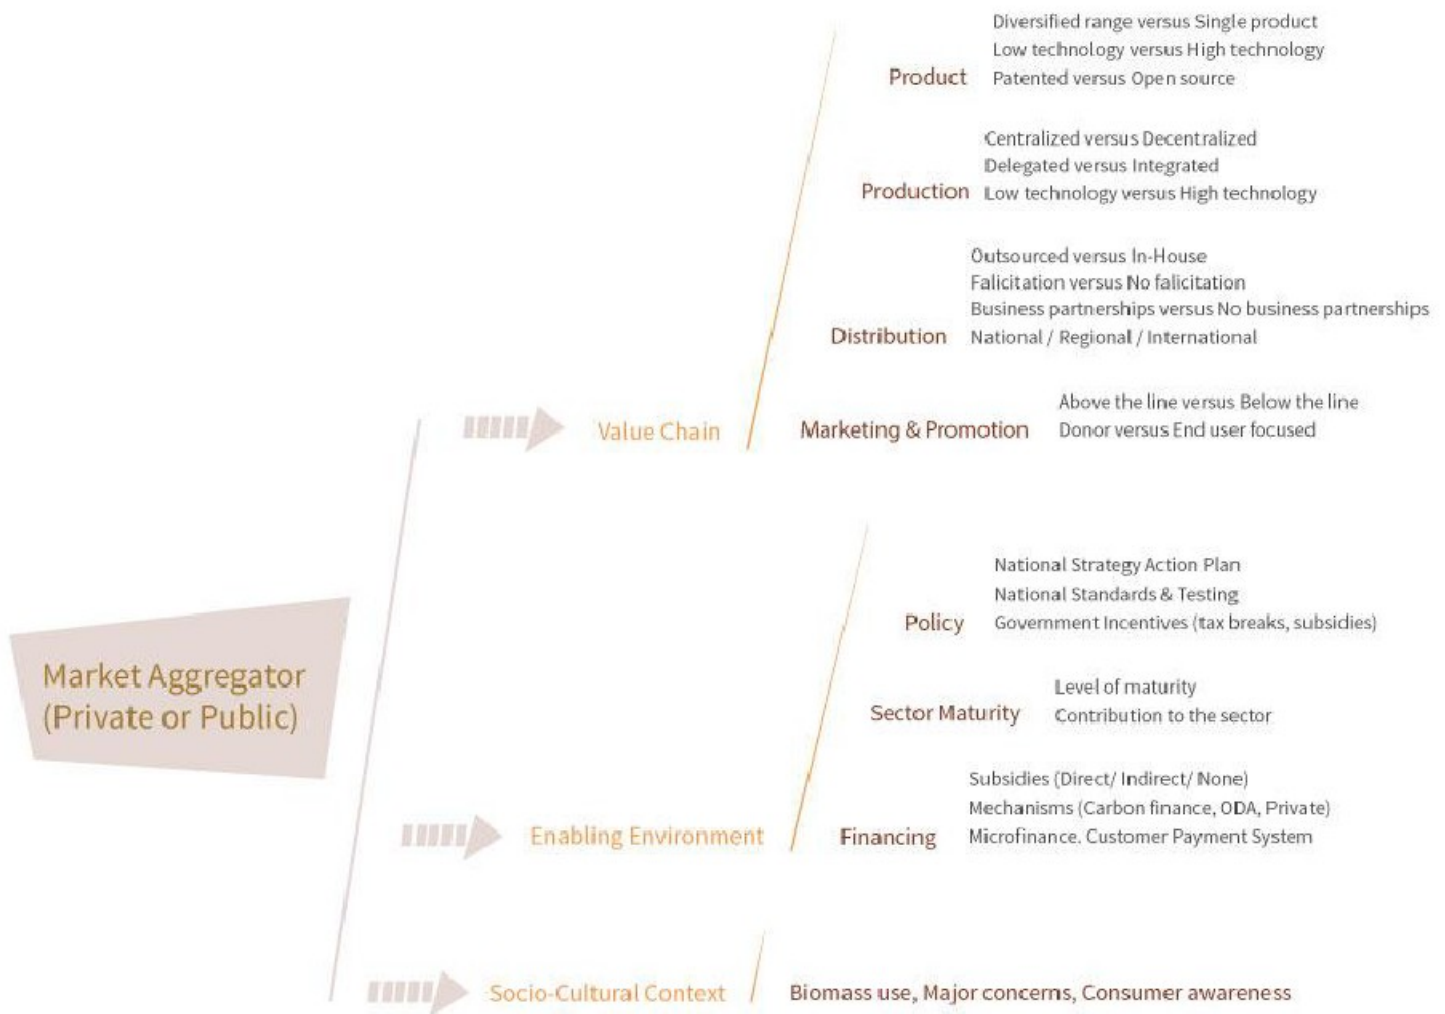 Diversified range versus Single product
Low technology versus High technology
Product
Patented versus Open source
Centralized versus Decentralized
Delegated versus Integrated
Production
Low technology versus High technology
Outsourced versus In-House
Falicitation versus No falicitation
Business partnerships versus No business partnerships
Distribution
National / Regional / International
Above the line versus Below the line
Value Chain
Marketing & Promotion
Donor versus End user focused
National Strategy Action Plan
National Standards & Testing
Policy
Government Incentives (tax breaks, subsidies)
Market Aggregator
(Private or Public)
Level of maturity
Sector Maturity
Contribution to the sector
Subsidies (Direct/ Indirect/ None)
Mechanisms (Carbon finance, ODA, Private)
Enabling Environment
Financing
Microfinance. Customer Payment System
Socio-Cultural Context
Biomass use, Major concerns, Consumer awareness